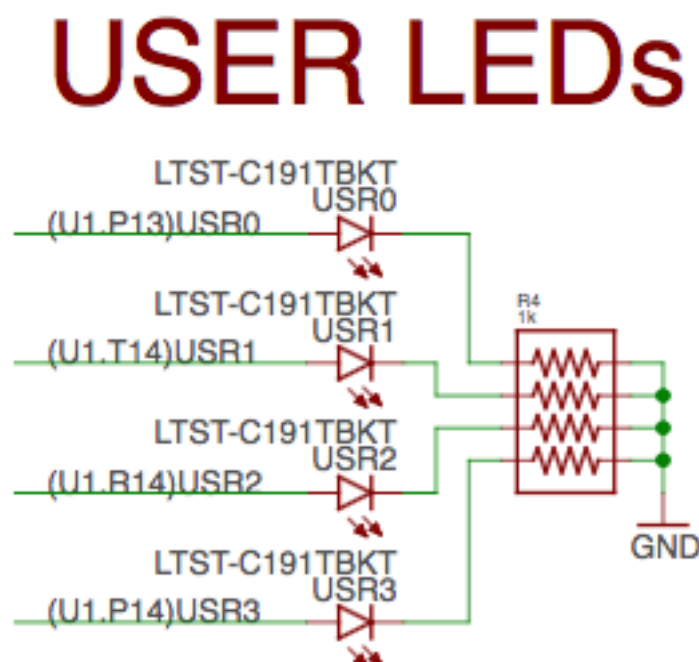 USER LEDs
LTST-C191TBKT
USR0
(U1.P13)USR0
LTST-C191TBKT
USR1
(U1.T14)USR1
R4
1k
LTST-C191TBKT
USR2
(U1.R14)USR2
GND
LTST-C191TBKT
USR3
(U1.P14)USR3